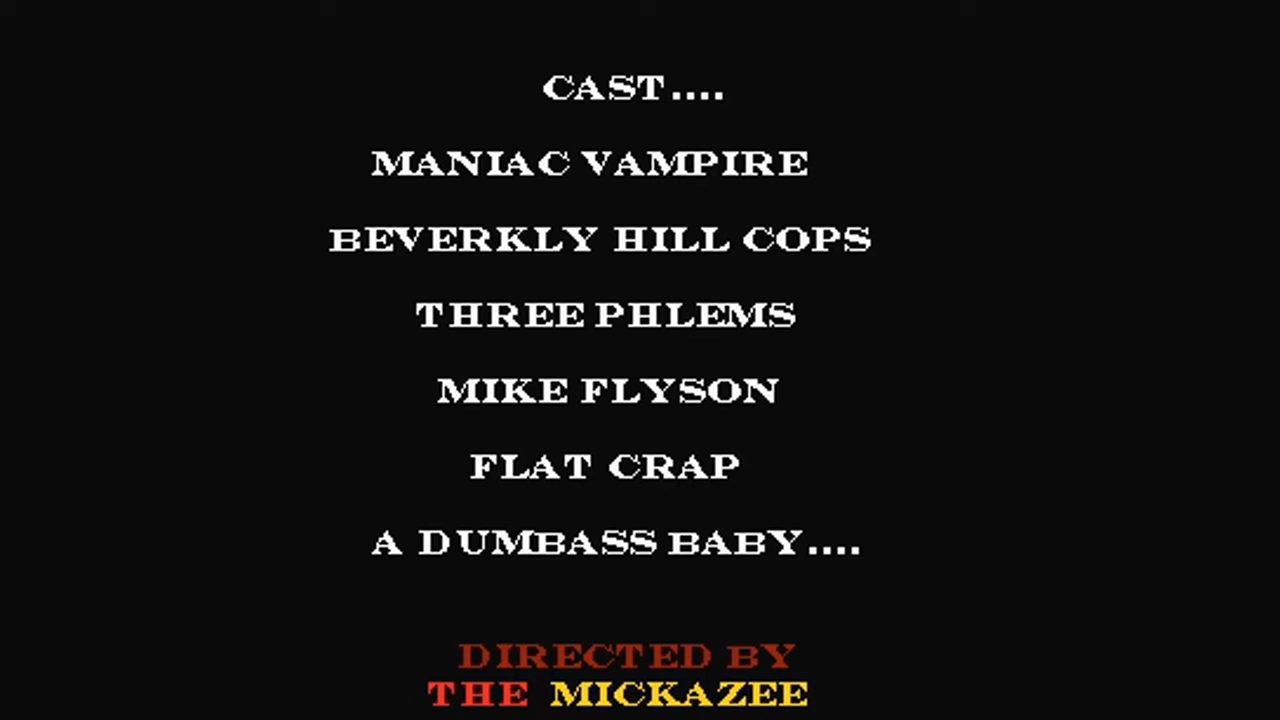 CAST....
MANIAC VAMPIRE
BEVERKLY HILL COPS
THREE PHLEMS
MIKE FLYSON
FLAT CRAP
A DUMBASS BABY....
DIRECTED BY
THE MICKAZEE